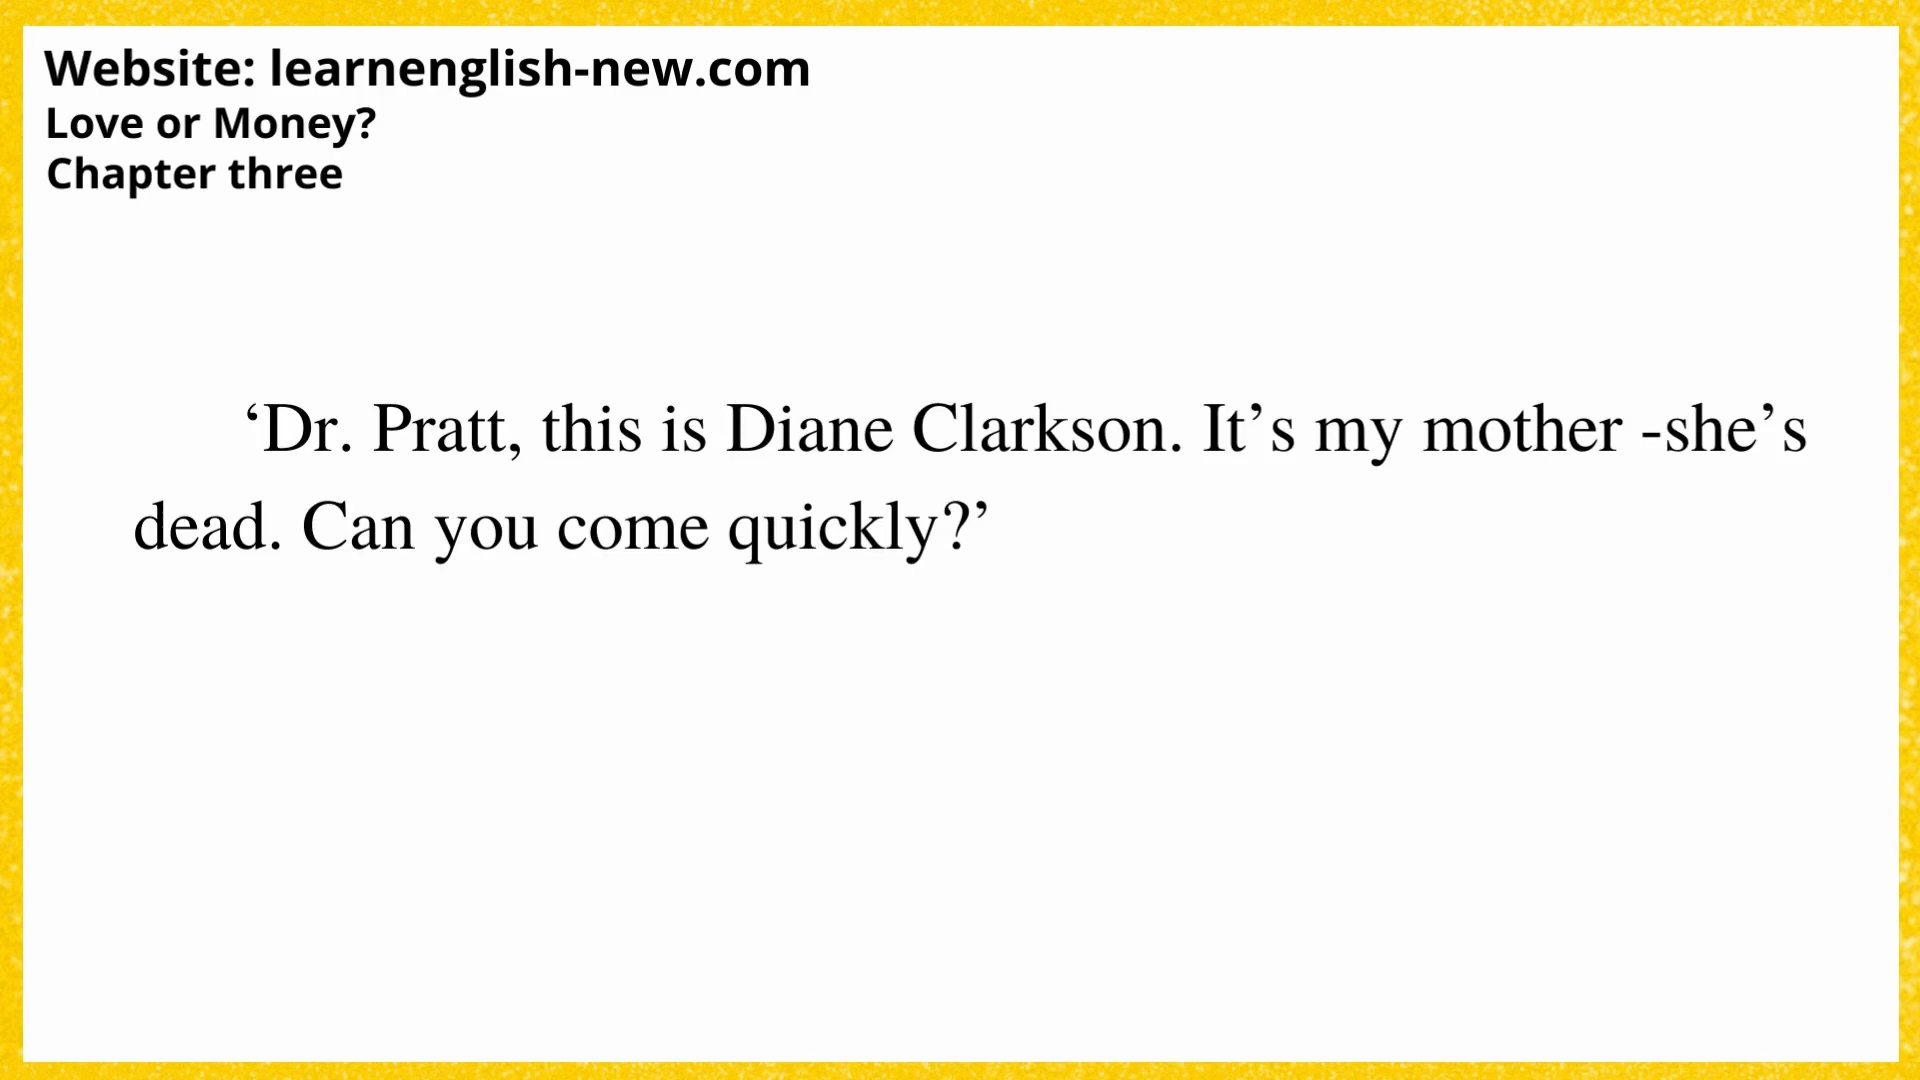 Website: learnenglish-new.com
Love or Money?
Chapter three
‘Dr. Pratt, this is Diane Clarkson. It’s my mother -she’s
dead. Can you come quickly?’